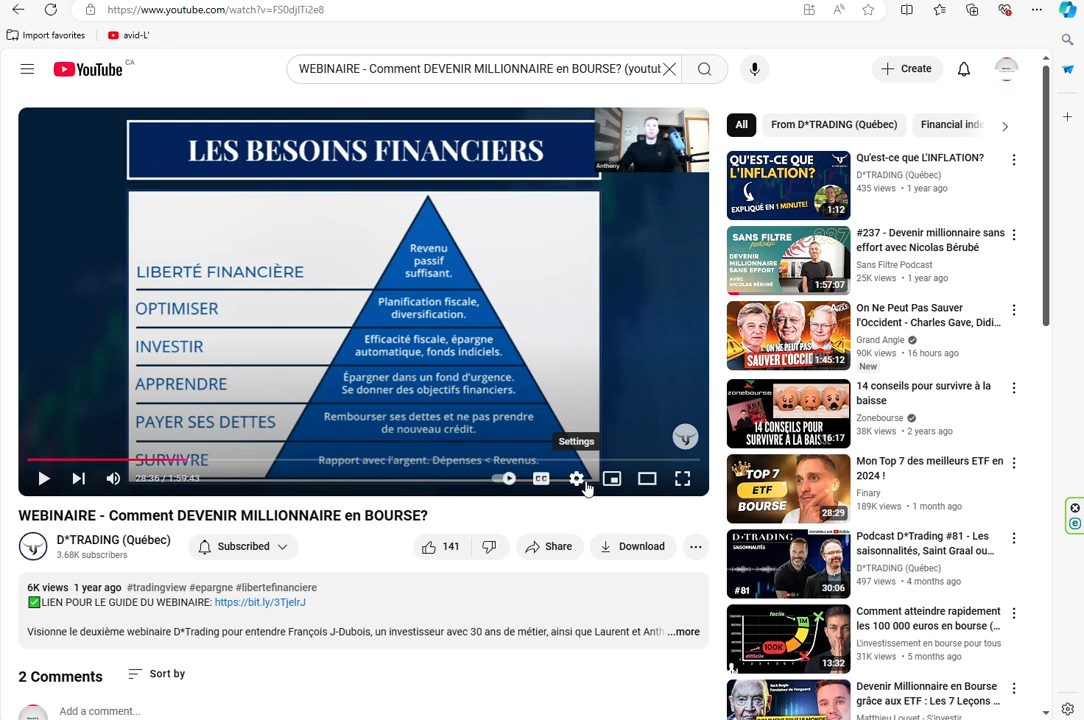 https://www.youtube.com/watch?v=FS0djlTi2e8
Import favorites
avid-L'
YouTube CA
WEBINAIRE - Comment DEVENIR MILLIONNAIRE en BOURSE? (youtul
Create
LES BESOINS FINANCIERS
Anthony
Revenu
passif
suffisant.
LIBERTÉ FINANCIÈRE
OPTIMISER
Planification fiscale,
diversification.
INVESTIR
Efficacité fiscale, épargne
automatique, fonds indiciels.
APPRENDRE
Épargner dans un fond d'urgence.
Se donner des objectifs financiers.
PAYER SES DETTES
Rembourser ses dettes et ne pas prendre
de nouveau crédit.
SURVIVRE
Rapport avec l'argent. Dépenses < Revenus.
Settings
28:36 / 1:59:43
CC
WEBINAIRE - Comment DEVENIR MILLIONNAIRE en BOURSE?
D*TRADING (Québec)
3.68K subscribers
Subscribed
141
Share
Download
6K views 1 year ago #tradingview #epargne #libertefinanciere
✅LIEN POUR LE GUIDE DU WEBINAIRE: https://bit.ly/3TjelrJ
Visionne le deuxième webinaire D*Trading pour entendre François J-Dubois, un investisseur avec 30 ans de métier, ainsi que Laurent et Anth ...more
2 Comments
Sort by
Add a comment...
All
From D*TRADING (Québec)
Financial inde
QU'EST-CE QUE
L'INFLATION?
EXPLIQUÉ EN 1 MINUTE!
1:12
Qu'est-ce que L'INFLATION?
D*TRADING (Québec)
435 views • 1 year ago
SANS FILTRE
podcast
237
DEVENIR
MILLIONNAIRE
SANS EFFORT
AVEC
NICOLAS BÉRUBÉ
1:57:07
#237 - Devenir millionnaire sans
effort avec Nicolas Bérubé
Sans Filtre Podcast
25K views • 1 year ago
ON NE PEUT PAS
SAUVER L'OCCID
1:45:12
On Ne Peut Pas Sauver
l'Occident - Charles Gave, Didi...
Grand Angle
90K views • 16 hours ago
New
zonebourse
14 CONSEILS POUR
SURVIVRE À LA BAIS
16:17
14 conseils pour survivre à la
baisse
Zonebourse
38K views • 2 years ago
TOP 7
BEST
ETF
28:29
Mon Top 7 des meilleurs ETF en
2024 !
Finary
189K views • 1 month ago
D*TRADING
SAISONNALITÉS
#81
30:06
Podcast D*Trading #81 - Les
saisonnalités, Saint Graal ou...
D*TRADING (Québec)
497 views • 4 months ago
facile
1M
100K
difficile
13:32
Comment atteindre rapidement
les 100 000 euros en bourse (...
L'investissement en bourse pour tous
31K views • 5 months ago
Devenir Millionnaire en Bourse
grâce aux ETF : Les 7 Leçons ...
Matthieu Louvet - S'investir